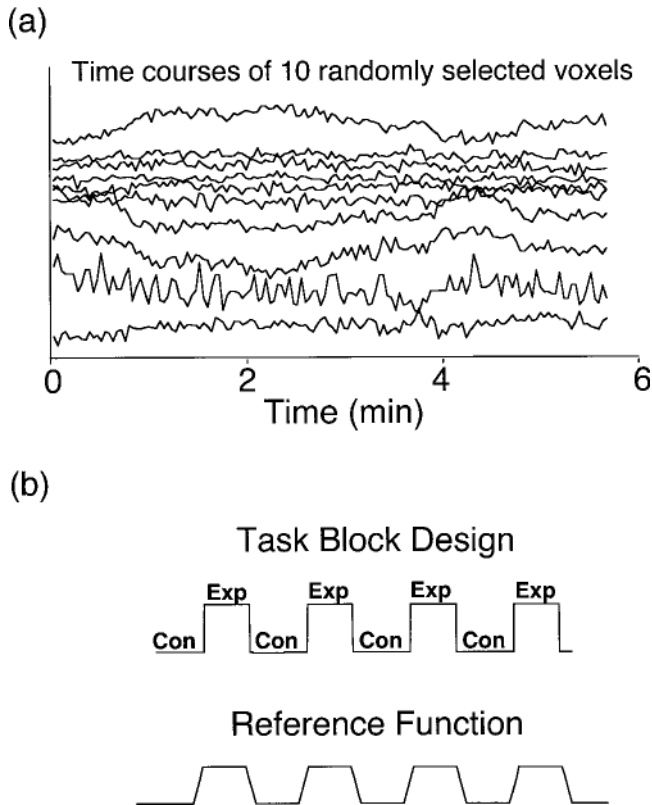 (a)
Time courses of 10 randomly selected voxels
0 2 4 6
Time (min)
(b)
Task Block Design
Exp Exp Exp Exp
Con Con Con Con
Reference Function